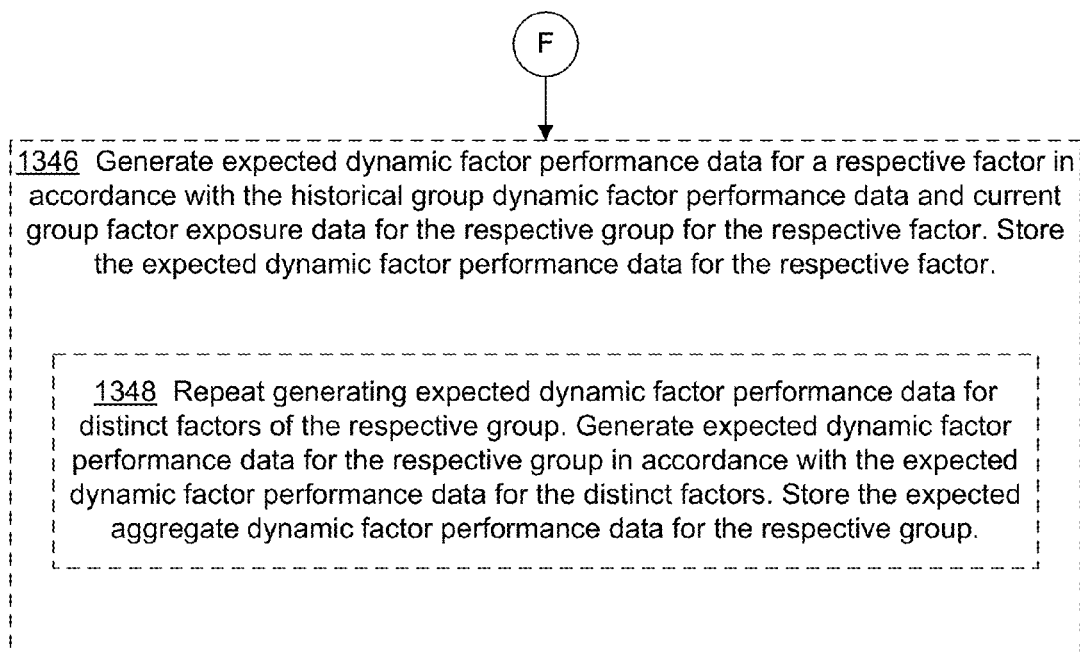 F
1346 Generate expected dynamic factor performance data for a respective factor in
accordance with the historical group dynamic factor performance data and current
group factor exposure data for the respective group for the respective factor. Store
the expected dynamic factor performance data for the respective factor.
1348 Repeat generating expected dynamic factor performance data for
distinct factors of the respective group. Generate expected dynamic factor
performance data for the respective group in accordance with the expected
dynamic factor performance data for the distinct factors. Store the expected
aggregate dynamic factor performance data for the respective group.